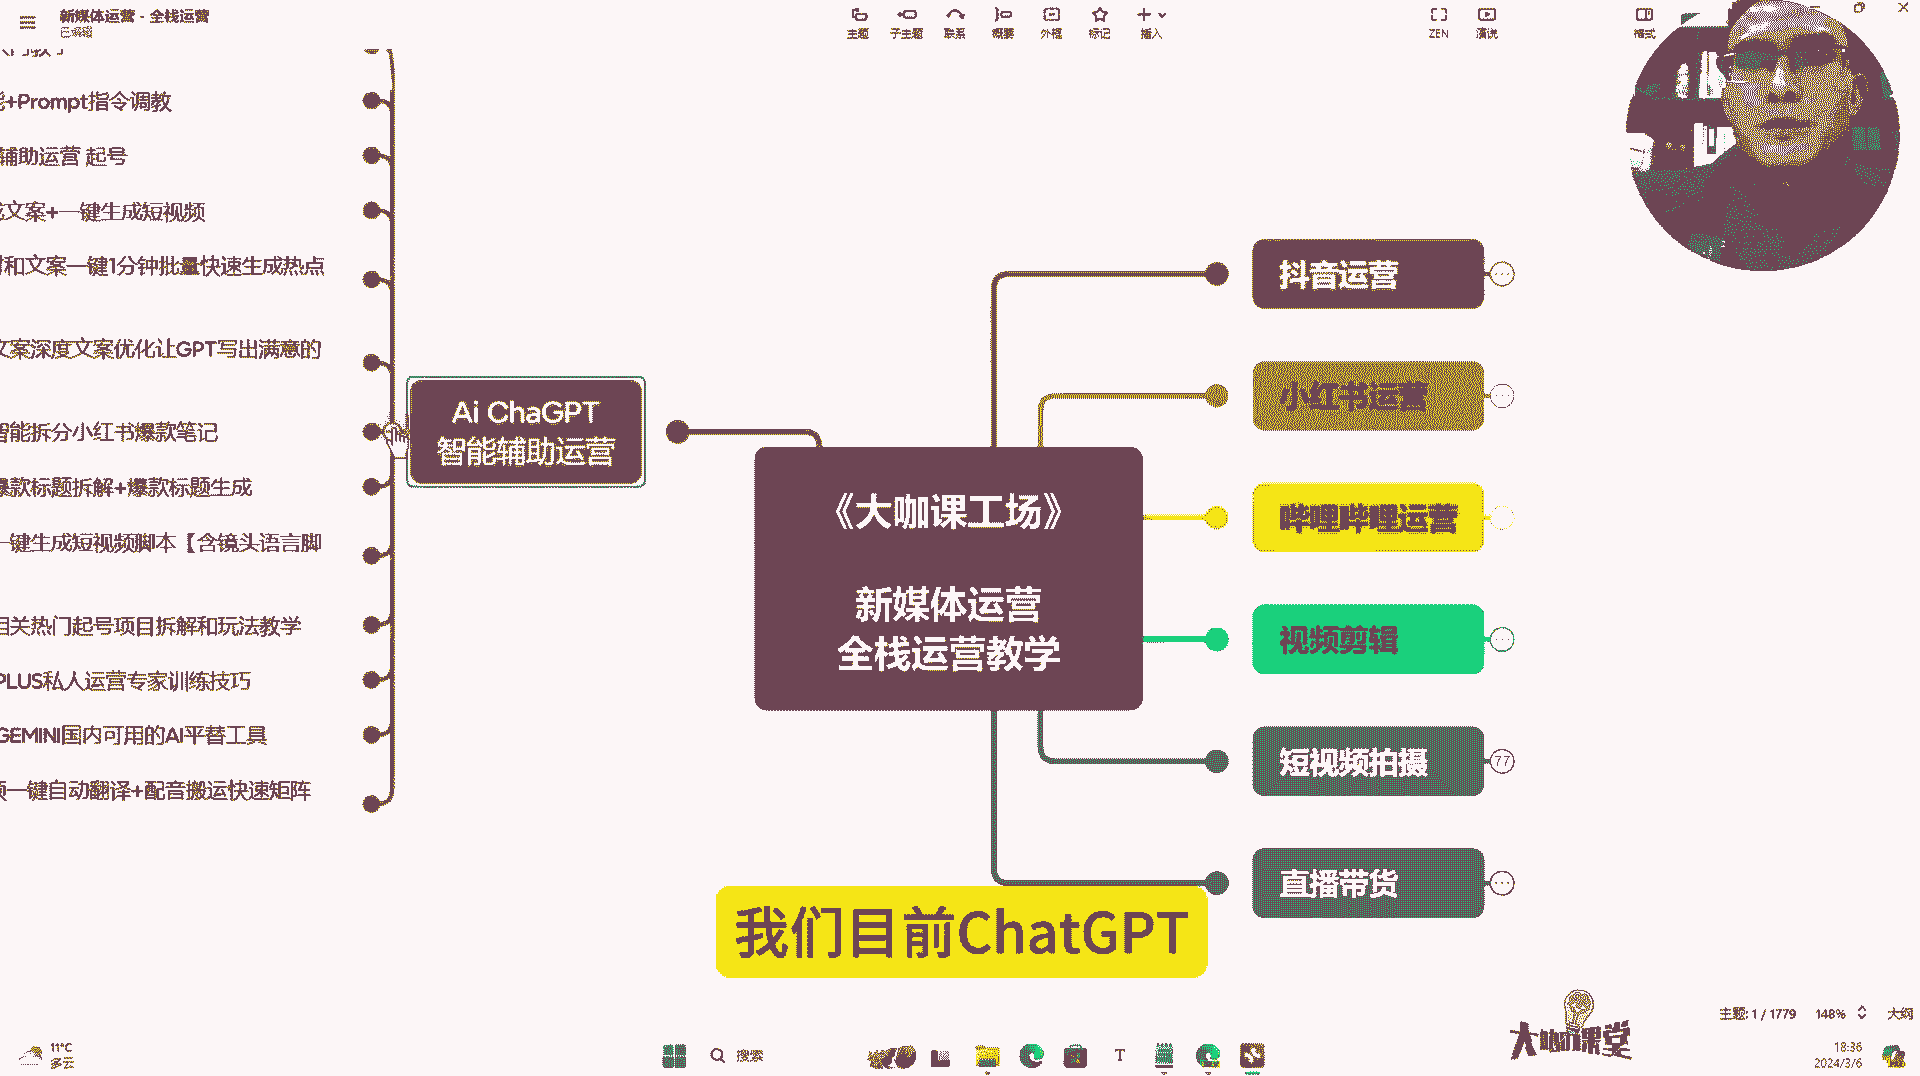 新媒体运营 - 全栈运营
已编辑
主题
子主题
联系
概要
外框
标记
插入
ZEN
演说
格式
+Prompt指令调教
辅助运营 起号
文案+一键生成短视频
和文案一键1分钟批量快速生成热点
文案深度文案优化让GPT写出满意的
智能拆分小红书爆款笔记
爆款标题拆解+爆款标题生成
一键生成短视频脚本【含镜头语言脚
相关热门起号项目拆解和玩法教学
PLUS私人运营专家训练技巧
GEMINI国内可用的AI平替工具
一键自动翻译+配音搬运快速矩阵
Ai ChaGPT
智能辅助运营
《大咖课工场》
新媒体运营
全栈运营教学
抖音运营
小红书运营
哔哩哔哩运营
视频剪辑
短视频拍摄
77
直播带货
我们目前ChatGPT
大咖课堂
主题: 1 / 1779
148%
大纲
11°C
多云
搜索
18:36
2024/3/6